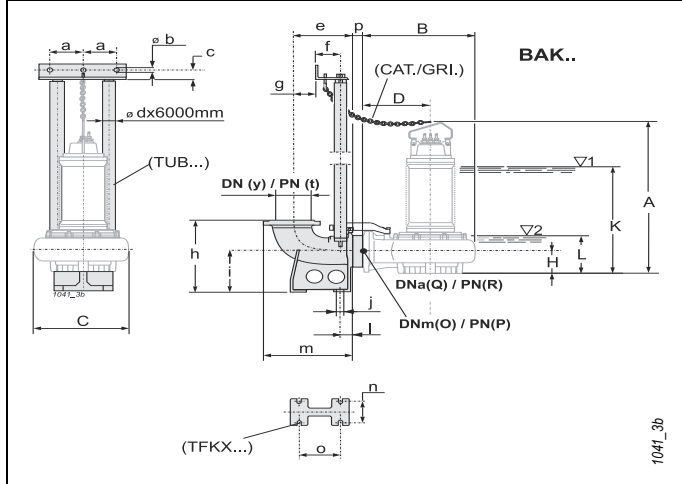 a
a
ø b
c
e
p
B
f
BAK..
(CAT./GRI.)
g
D
ø dx6000mm
(TUB...)
DN (y) / PN (t)
1
A
K
2
h
i
H
L
DNa(Q) / PN(R)
j
DNm(O) / PN(P)
l
1041_3b
C
m
n
(TFKX...)
o
1041_3b